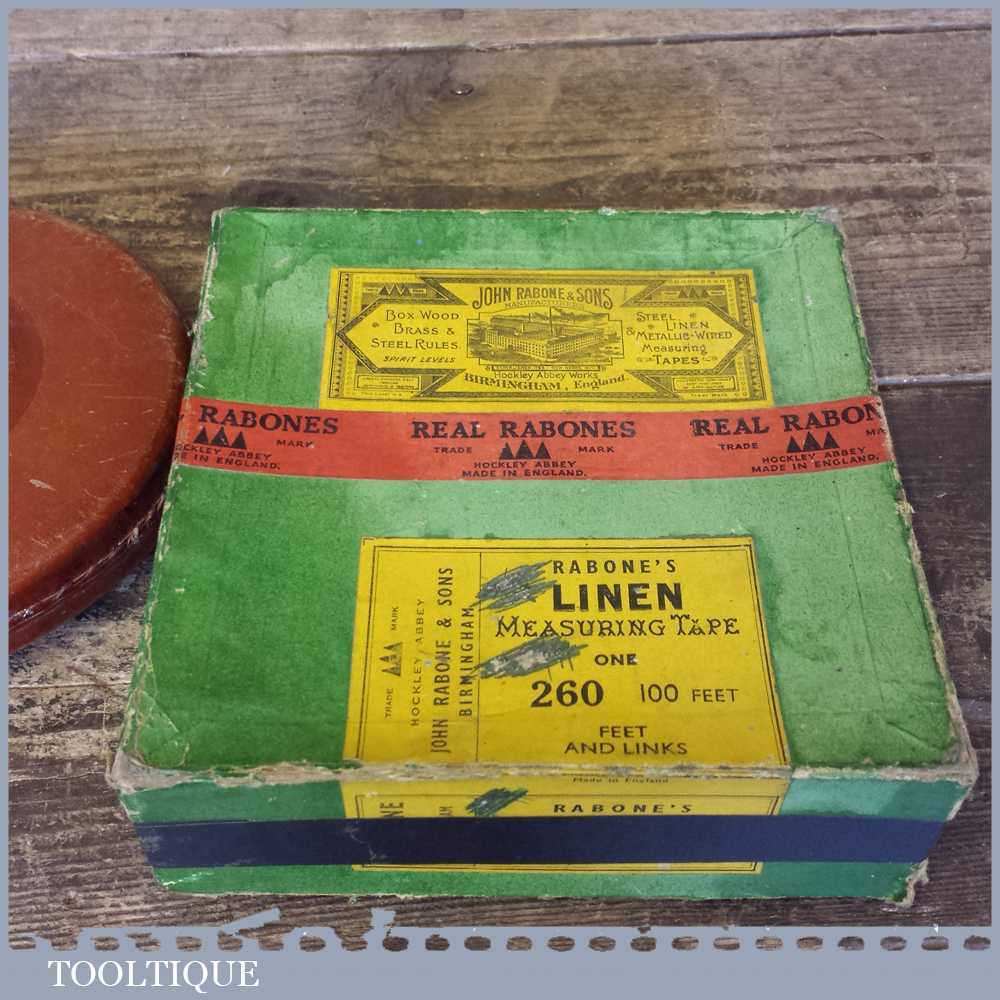 JOHN RABONE & SONS
MANUFACTURERS
BOX WOOD
BRASS &
STEEL RULES.
SPIRIT LEVELS
STEEL
LINEN
& METALLIC-WIRED
Measuring
TAPES
Hockley Abbey Works
BIRMINGHAM, England.
RABONES
MARK
HOCKLEY ABBEY
DE IN ENGLAND.
REAL RABONES
TRADE MARK
HOCKLEY ABBEY
MADE IN ENGLAND.
REAL RABON
TRADE MA
HOCKLEY ABBEY
MADE IN ENGLAND.
TRADE MARK
HOCKLEY ABBEY
JOHN RABONE & SONS
BIRMINGHAM
RABONE'S
LINEN
MEASURING TAPE
ONE
260 100 FEET
FEET
AND LINKS
Made in England
RABONE'S
TOOLTIQUE